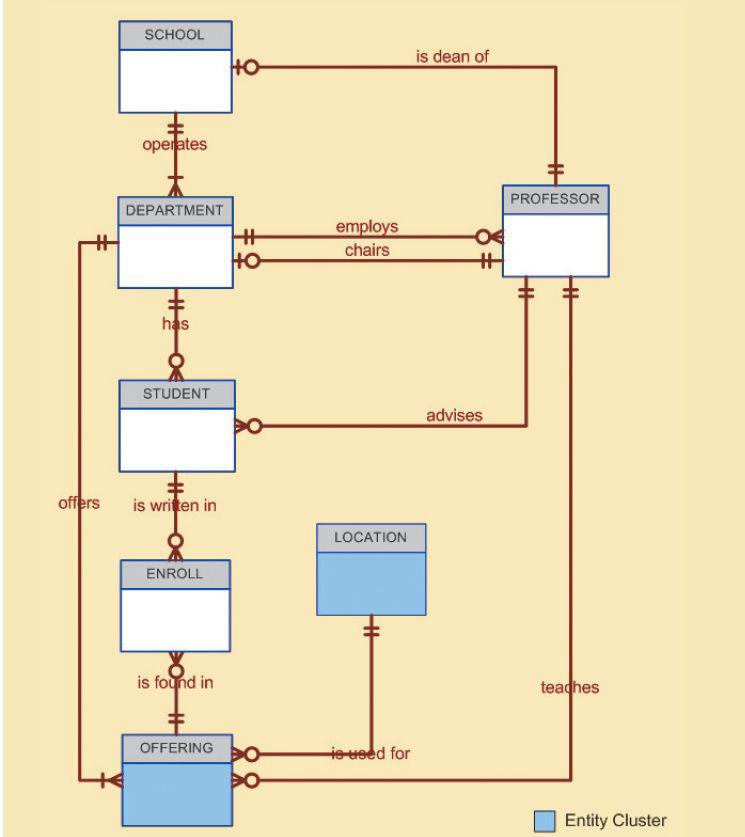 SCHOOL
is dean of
operates
PROFESSOR
DEPARTMENT
employs
chairs
has
STUDENT
advises
offers
is written in
LOCATION
ENROLL
is found in
teaches
OFFERING
is used for
Entity Cluster